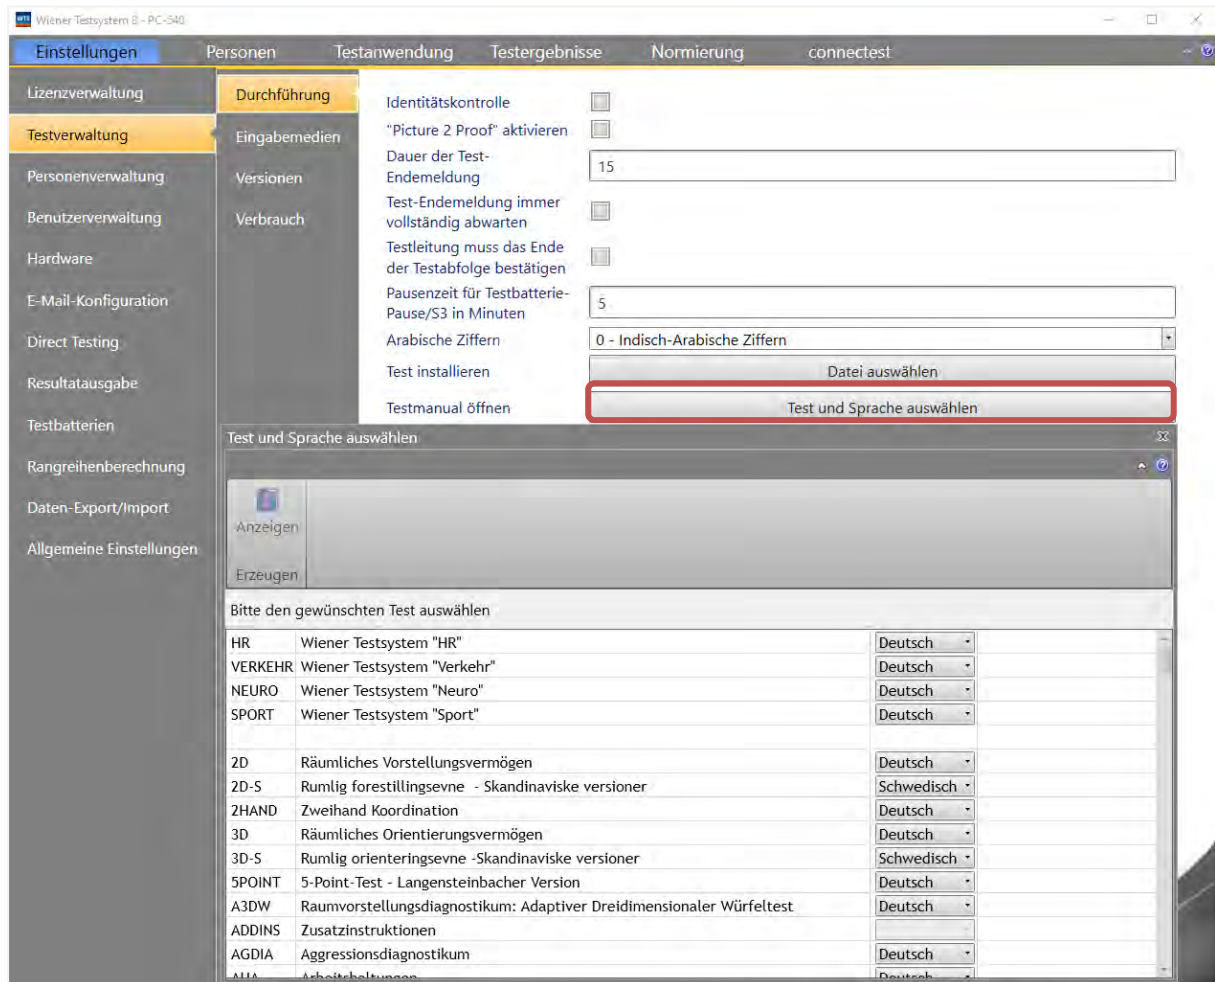 WTS Wiener Testsystem 8 - PC-540
Einstellungen Personen Testanwendung Testergebnisse Normierung connectest
Lizenzverwaltung
Testverwaltung
Personenverwaltung
Benutzerverwaltung
Hardware
E-Mail-Konfiguration
Direct Testing
Resultatausgabe
Testbatterien
Rangreihenberechnung
Daten-Export/Import
Allgemeine Einstellungen
Durchführung
Eingabemedien
Versionen
Verbrauch
Identitätskontrolle
"Picture 2 Proof" aktivieren
Dauer der Test-
Endemeldung
15
Test-Endemeldung immer
vollständig abwarten
Testleitung muss das Ende
der Testabfolge bestätigen
Pausenzeit für Testbatterie-
Pause/S3 in Minuten
5
Arabische Ziffern 0 - Indisch-Arabische Ziffern
Test installieren Datei auswählen
Testmanual öffnen Test und Sprache auswählen
Test und Sprache auswählen
Anzeigen
Erzeugen
Bitte den gewünschten Test auswählen
HR Wiener Testsystem "HR" Deutsch
VERKEHR Wiener Testsystem "Verkehr" Deutsch
NEURO Wiener Testsystem "Neuro" Deutsch
SPORT Wiener Testsystem "Sport" Deutsch
2D Räumliches Vorstellungsvermögen Deutsch
2D-S Rumlig forestillingsevne - Skandinaviske versioner Schwedisch
2HAND Zweihand Koordination Deutsch
3D Räumliches Orientierungsvermögen Deutsch
3D-S Rumlig orienteringsevne -Skandinaviske versioner Schwedisch
5POINT 5-Point-Test - Langensteinbacher Version Deutsch
A3DW Raumvorstellungsdiagnostikum: Adaptiver Dreidimensionaler Würfeltest Deutsch
ADDINS Zusatzinstruktionen
AGDIA Aggressionsdiagnostikum Deutsch
AHA Arbeitshaltungen Deutsch